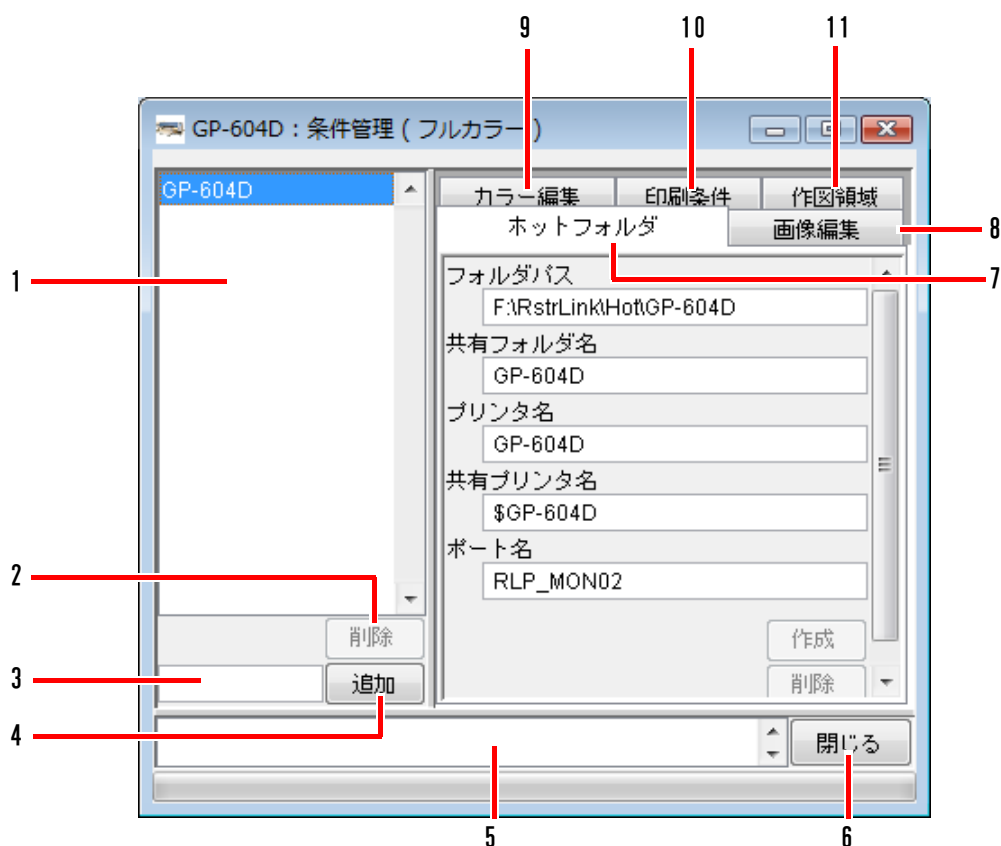 9 10 11
GP-604D：条件管理 ( フルカラー )
GP-604D
カラー編集 印刷条件 作図領域
ホットフォルダ 画像編集
8
7
1
フォルダパス
F:\RstrLink\Hot\GP-604D
共有フォルダ名
GP-604D
プリンタ名
GP-604D
共有プリンタ名
$GP-604D
ポート名
RLP_MON02
2
削除
作成
3
追加
削除
4
閉じる
5 6